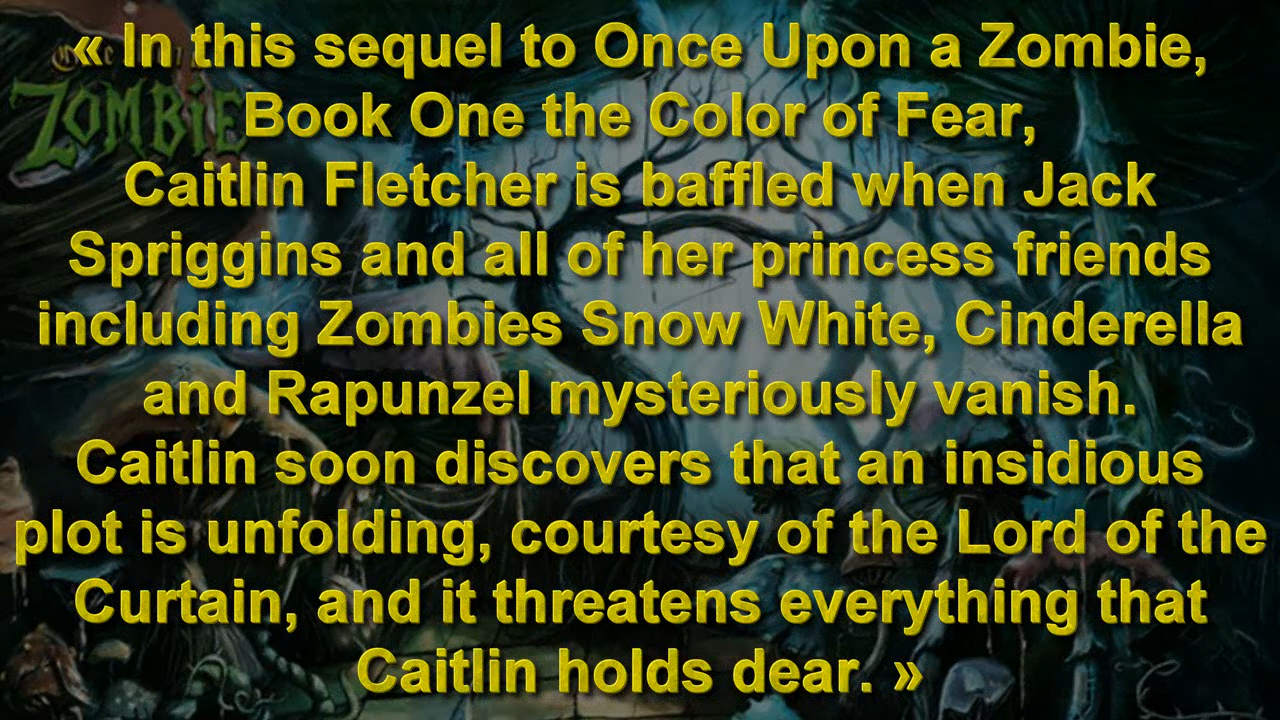 « In this sequel to Once Upon a Zombie,
Book One the Color of Fear,
Caitlin Fletcher is baffled when Jack
Spriggins and all of her princess friends
including Zombies Snow White, Cinderella
and Rapunzel mysteriously vanish.
Caitlin soon discovers that an insidious
plot is unfolding, courtesy of the Lord of the
Curtain, and it threatens everything that
Caitlin holds dear. »
ZOMBIE